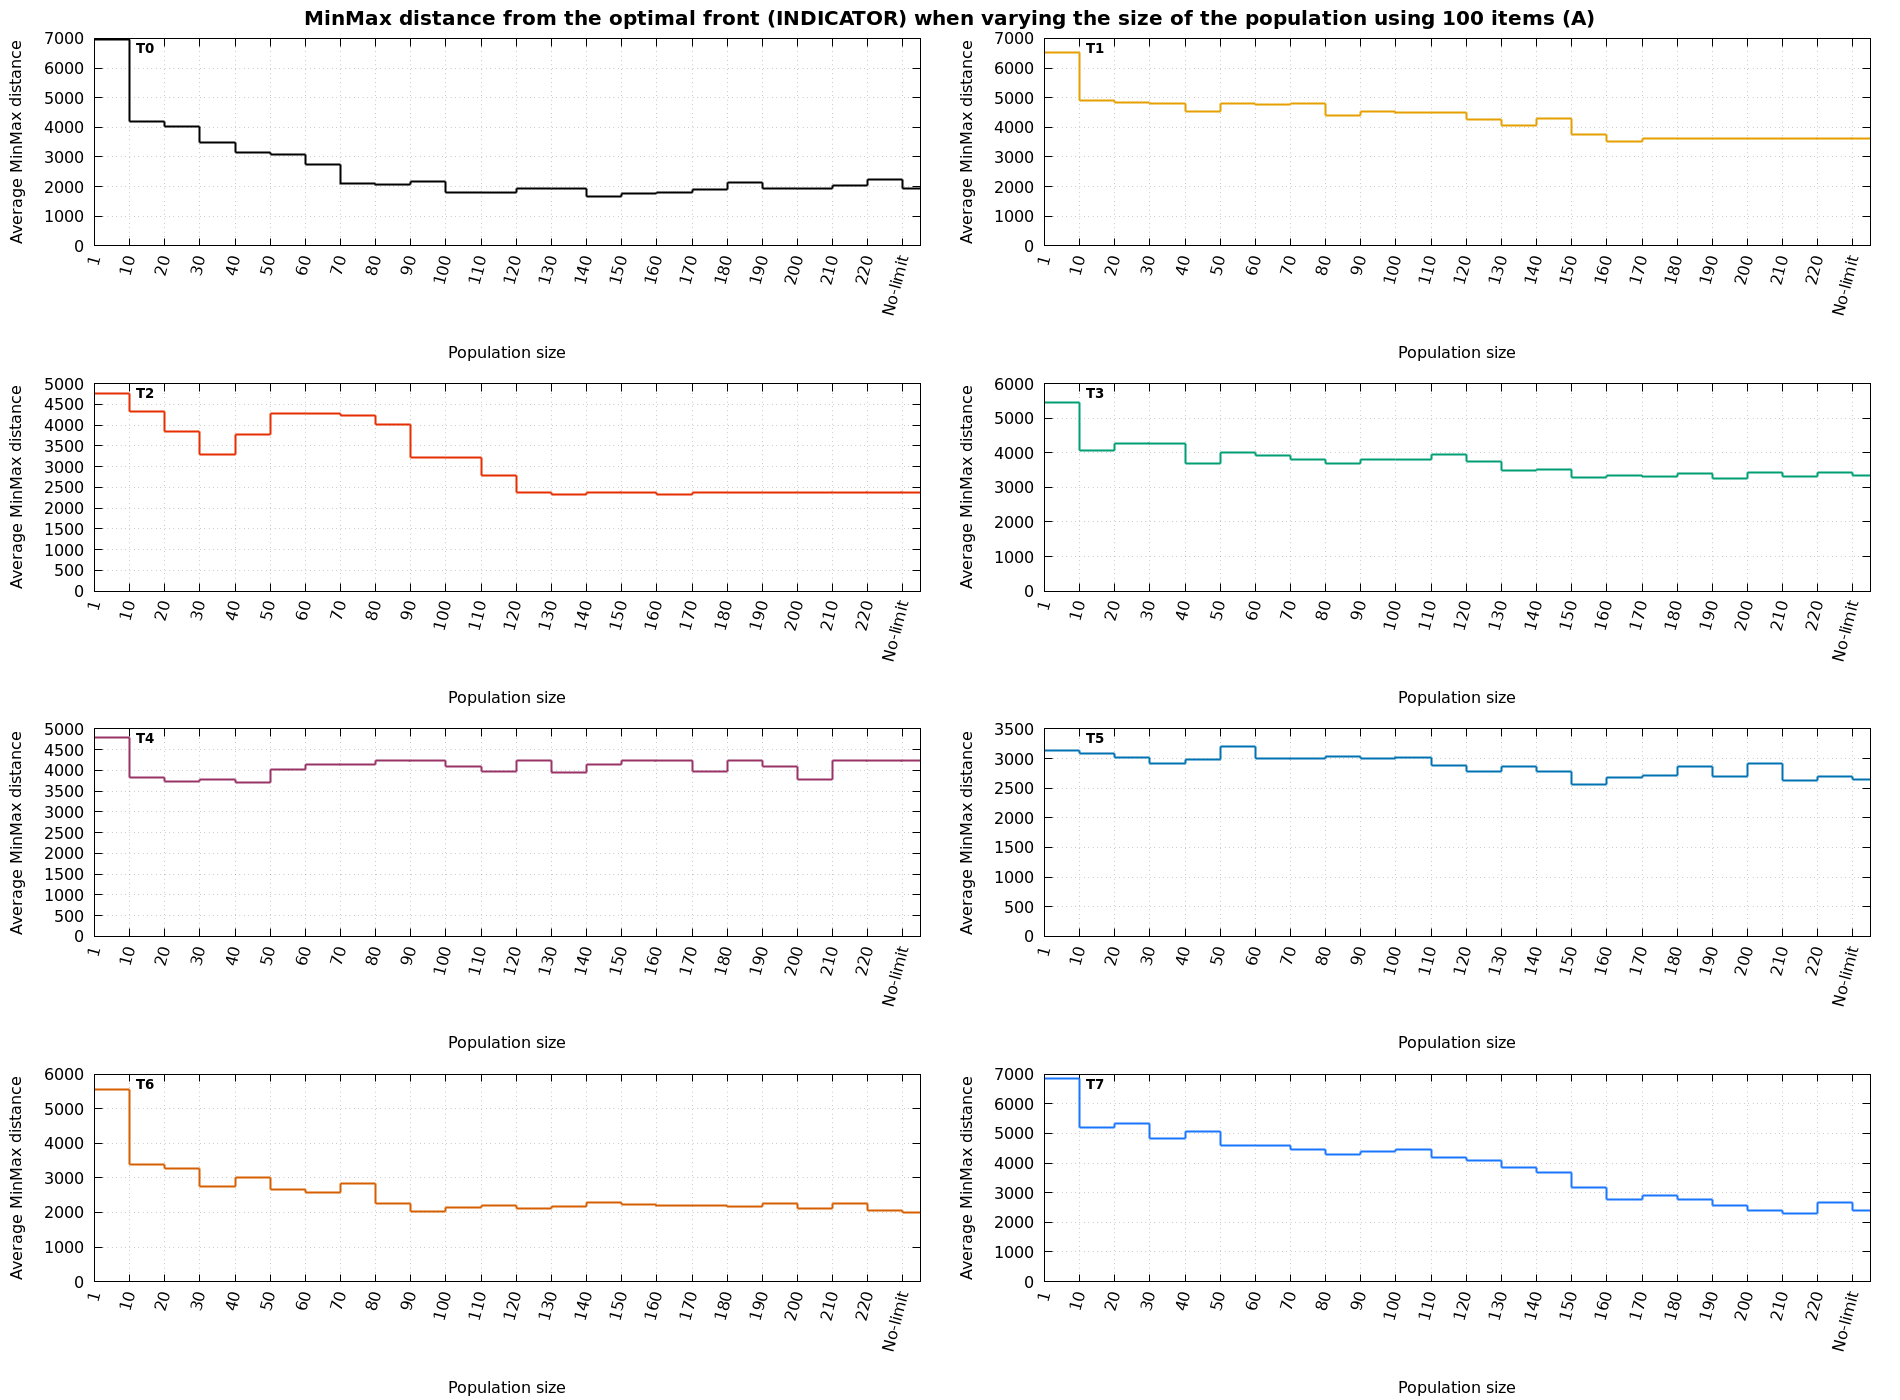 MinMax distance from the optimal front (INDICATOR) when varying the size of the population using 100 items (A)
T0
Average MinMax distance
7000
6000
5000
4000
3000
2000
1000
0
1 10 20 30 40 50 60 70 80 90 100 110 120 130 140 150 160 170 180 190 200 210 220 No-limit
Population size
T1
Average MinMax distance
7000
6000
5000
4000
3000
2000
1000
0
1 10 20 30 40 50 60 70 80 90 100 110 120 130 140 150 160 170 180 190 200 210 220 No-limit
Population size
T2
Average MinMax distance
5000
4500
4000
3500
3000
2500
2000
1500
1000
500
0
1 10 20 30 40 50 60 70 80 90 100 110 120 130 140 150 160 170 180 190 200 210 220 No-limit
Population size
T3
Average MinMax distance
6000
5000
4000
3000
2000
1000
0
1 10 20 30 40 50 60 70 80 90 100 110 120 130 140 150 160 170 180 190 200 210 220 No-limit
Population size
T4
Average MinMax distance
5000
4500
4000
3500
3000
2500
2000
1500
1000
500
0
1 10 20 30 40 50 60 70 80 90 100 110 120 130 140 150 160 170 180 190 200 210 220 No-limit
Population size
T5
Average MinMax distance
3500
3000
2500
2000
1500
1000
500
0
1 10 20 30 40 50 60 70 80 90 100 110 120 130 140 150 160 170 180 190 200 210 220 No-limit
Population size
T6
Average MinMax distance
6000
5000
4000
3000
2000
1000
0
1 10 20 30 40 50 60 70 80 90 100 110 120 130 140 150 160 170 180 190 200 210 220 No-limit
Population size
T7
Average MinMax distance
7000
6000
5000
4000
3000
2000
1000
0
1 10 20 30 40 50 60 70 80 90 100 110 120 130 140 150 160 170 180 190 200 210 220 No-limit
Population size